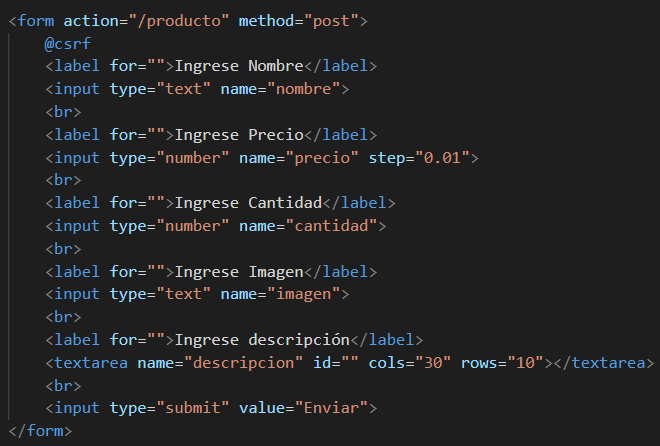 <form action="/producto" method="post">
@csrf
<label for="">Ingrese Nombre</label>
<input type="text" name="nombre">
<br>
<label for="">Ingrese Precio</label>
<input type="number" name="precio" step="0.01">
<br>
<label for="">Ingrese Cantidad</label>
<input type="number" name="cantidad">
<br>
<label for="">Ingrese Imagen</label>
<input type="text" name="imagen">
<br>
<label for="">Ingrese descripción</label>
<textarea name="descripcion" id="" cols="30" rows="10"></textarea>
<br>
<input type="submit" value="Enviar">
</form>